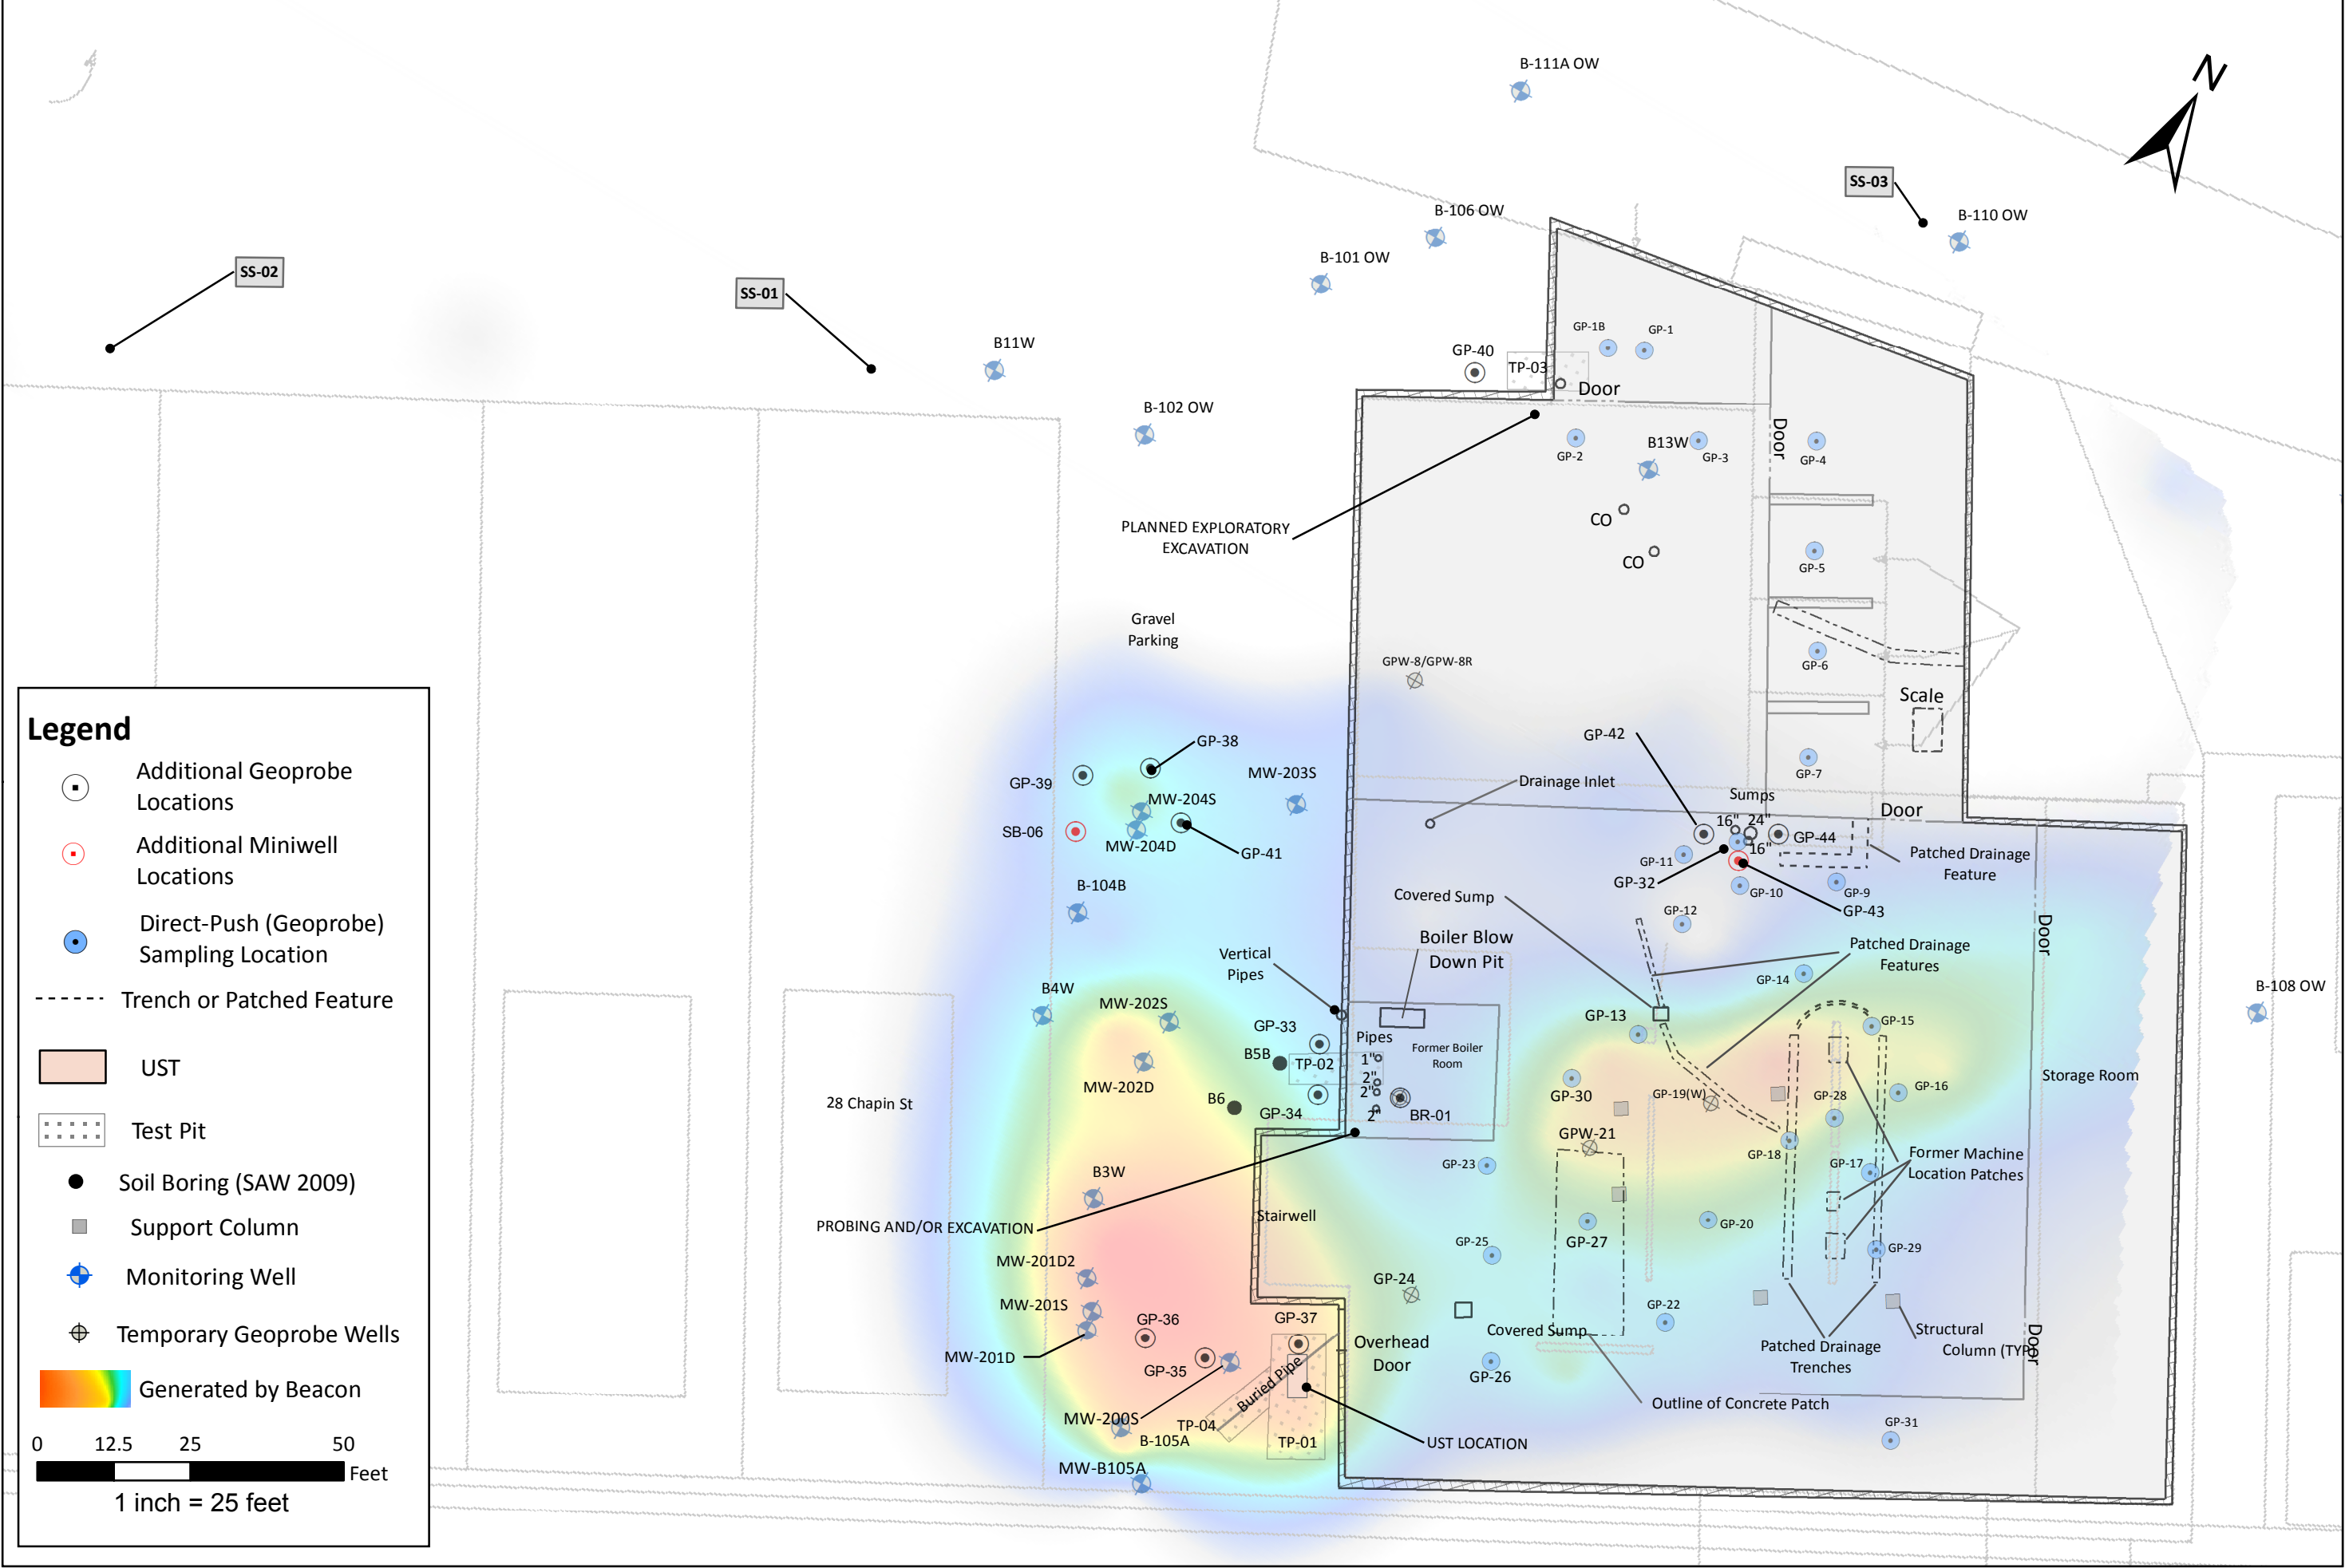 B-111A OW
N
SS-03
B-110 OW
B-106 OW
B-101 OW
SS-02
SS-01
B11W
GP-1B
GP-1
GP-40
TP-03
Door
B-102 OW
Door
GP-2
B13W
GP-3
GP-4
PLANNED EXPLORATORY
EXCAVATION
CO
CO
GP-5
Gravel
Parking
GPW-8/GPW-8R
GP-6
Scale
GP-38
GP-42
GP-39
MW-203S
GP-7
Drainage Inlet
MW-204S
Sumps
Door
SB-06
16"
24"
GP-44
MW-204D
GP-41
16"
GP-11
Patched Drainage
Feature
GP-32
GP-10
GP-9
B-104B
Covered Sump
GP-43
GP-12
Boiler Blow
Down Pit
Patched Drainage
Features
Door
Vertical
Pipes
GP-14
B4W
MW-202S
B-108 OW
GP-33
GP-13
GP-15
Pipes
B5B
TP-02
1"
Former Boiler
Room
2"
2"
2"
MW-202D
Storage Room
GP-16
B6
GP-34
BR-01
GP-30
GP-19(W)
GP-28
28 Chapin St
GPW-21
GP-18
GP-17
Former Machine
Location Patches
GP-23
B3W
PROBING AND/OR EXCAVATION
Stairwell
GP-20
GP-27
GP-25
GP-29
MW-201D2
GP-24
MW-201S
GP-36
GP-37
GP-22
Covered Sump
Structural
Column (TYP)
Door
MW-201D
GP-35
Overhead
Door
Patched Drainage
Trenches
GP-26
Buried Pipe
Outline of Concrete Patch
MW-200S
TP-04
B-105A
TP-01
UST LOCATION
GP-31
MW-B105A
Legend
Additional Geoprobe
Locations
Additional Miniwell
Locations
Direct-Push (Geoprobe)
Sampling Location
Trench or Patched Feature
UST
Test Pit
Soil Boring (SAW 2009)
Support Column
Monitoring Well
Temporary Geoprobe Wells
Generated by Beacon
0 12.5 25 50
Feet
1 inch = 25 feet